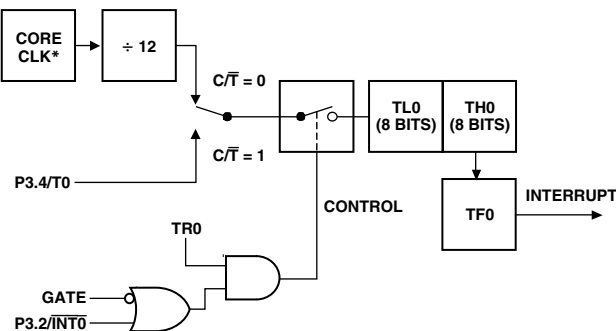 CORE
CLK*
÷ 12
C/T̅ = 0
TL0
(8 BITS)
TH0
(8 BITS)
C/T̅ = 1
P3.4/T0
INTERRUPT
CONTROL
TF0
TR0
GATE
P3.2/I̅N̅T̅0̅